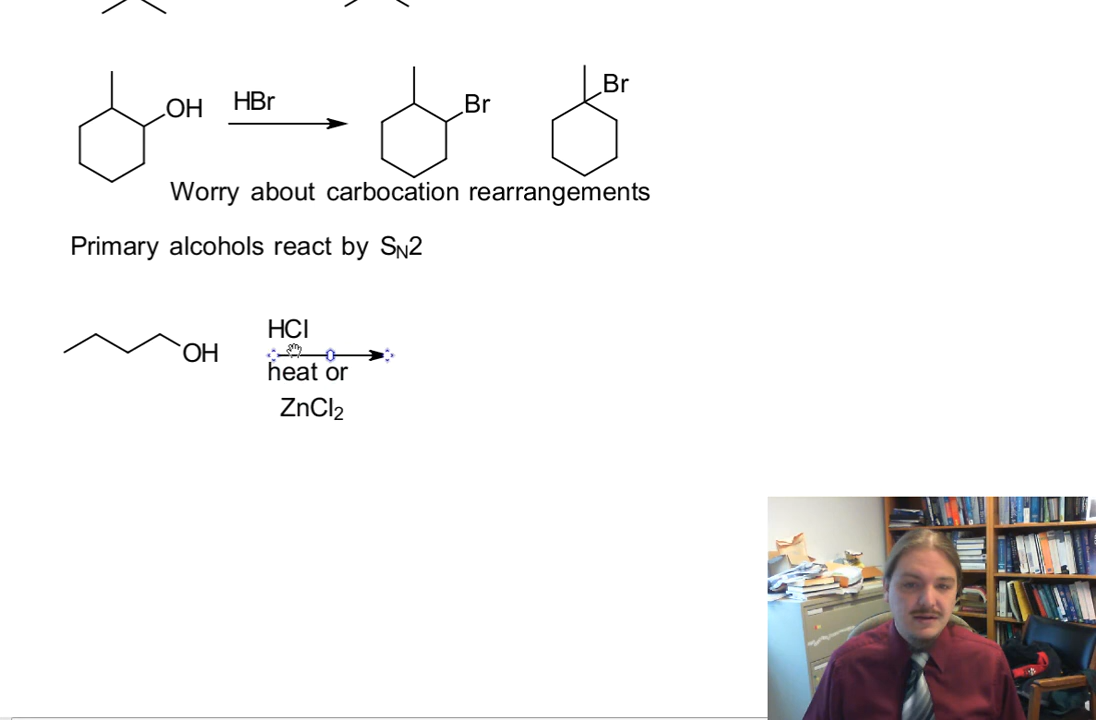 OH HBr Br Br
Worry about carbocation rearrangements
Primary alcohols react by SN2
HCl
OH
heat or
ZnCl2